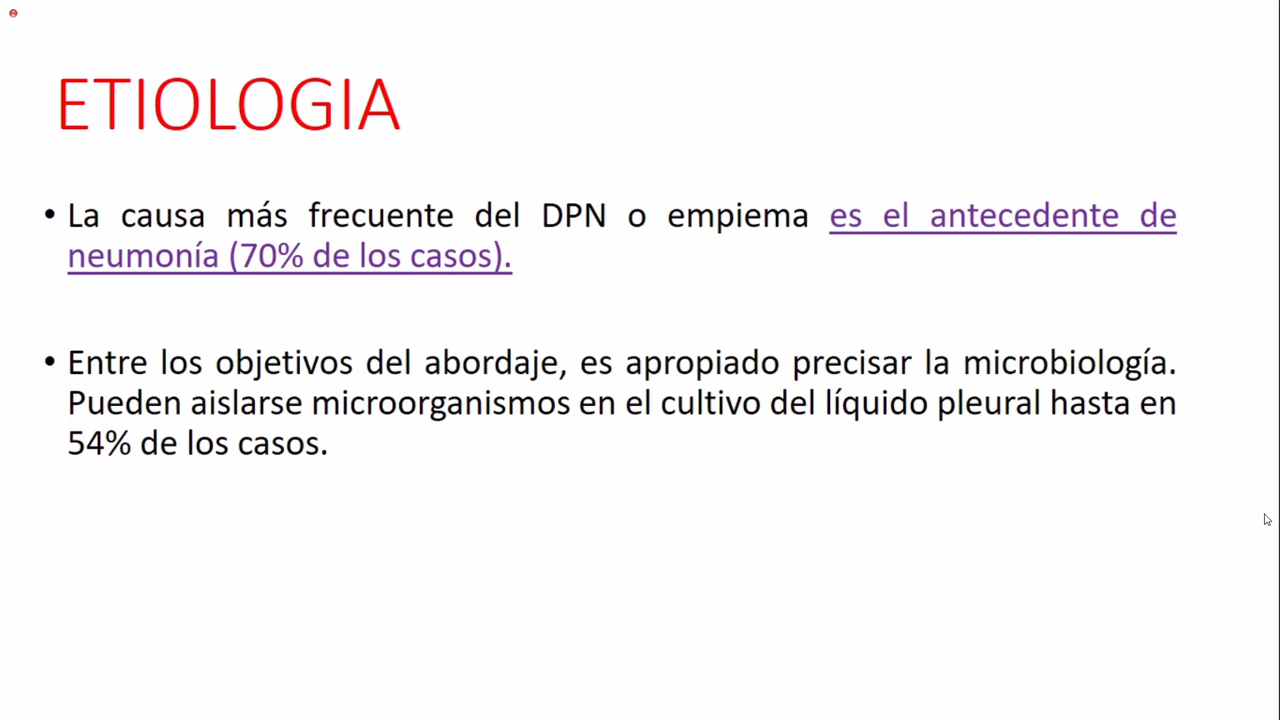 ETIOLOGIA
• La causa más frecuente del DPN o empiema es el antecedente de
neumonía (70% de los casos).
• Entre los objetivos del abordaje, es apropiado precisar la microbiología.
Pueden aislarse microorganismos en el cultivo del líquido pleural hasta en
54% de los casos.